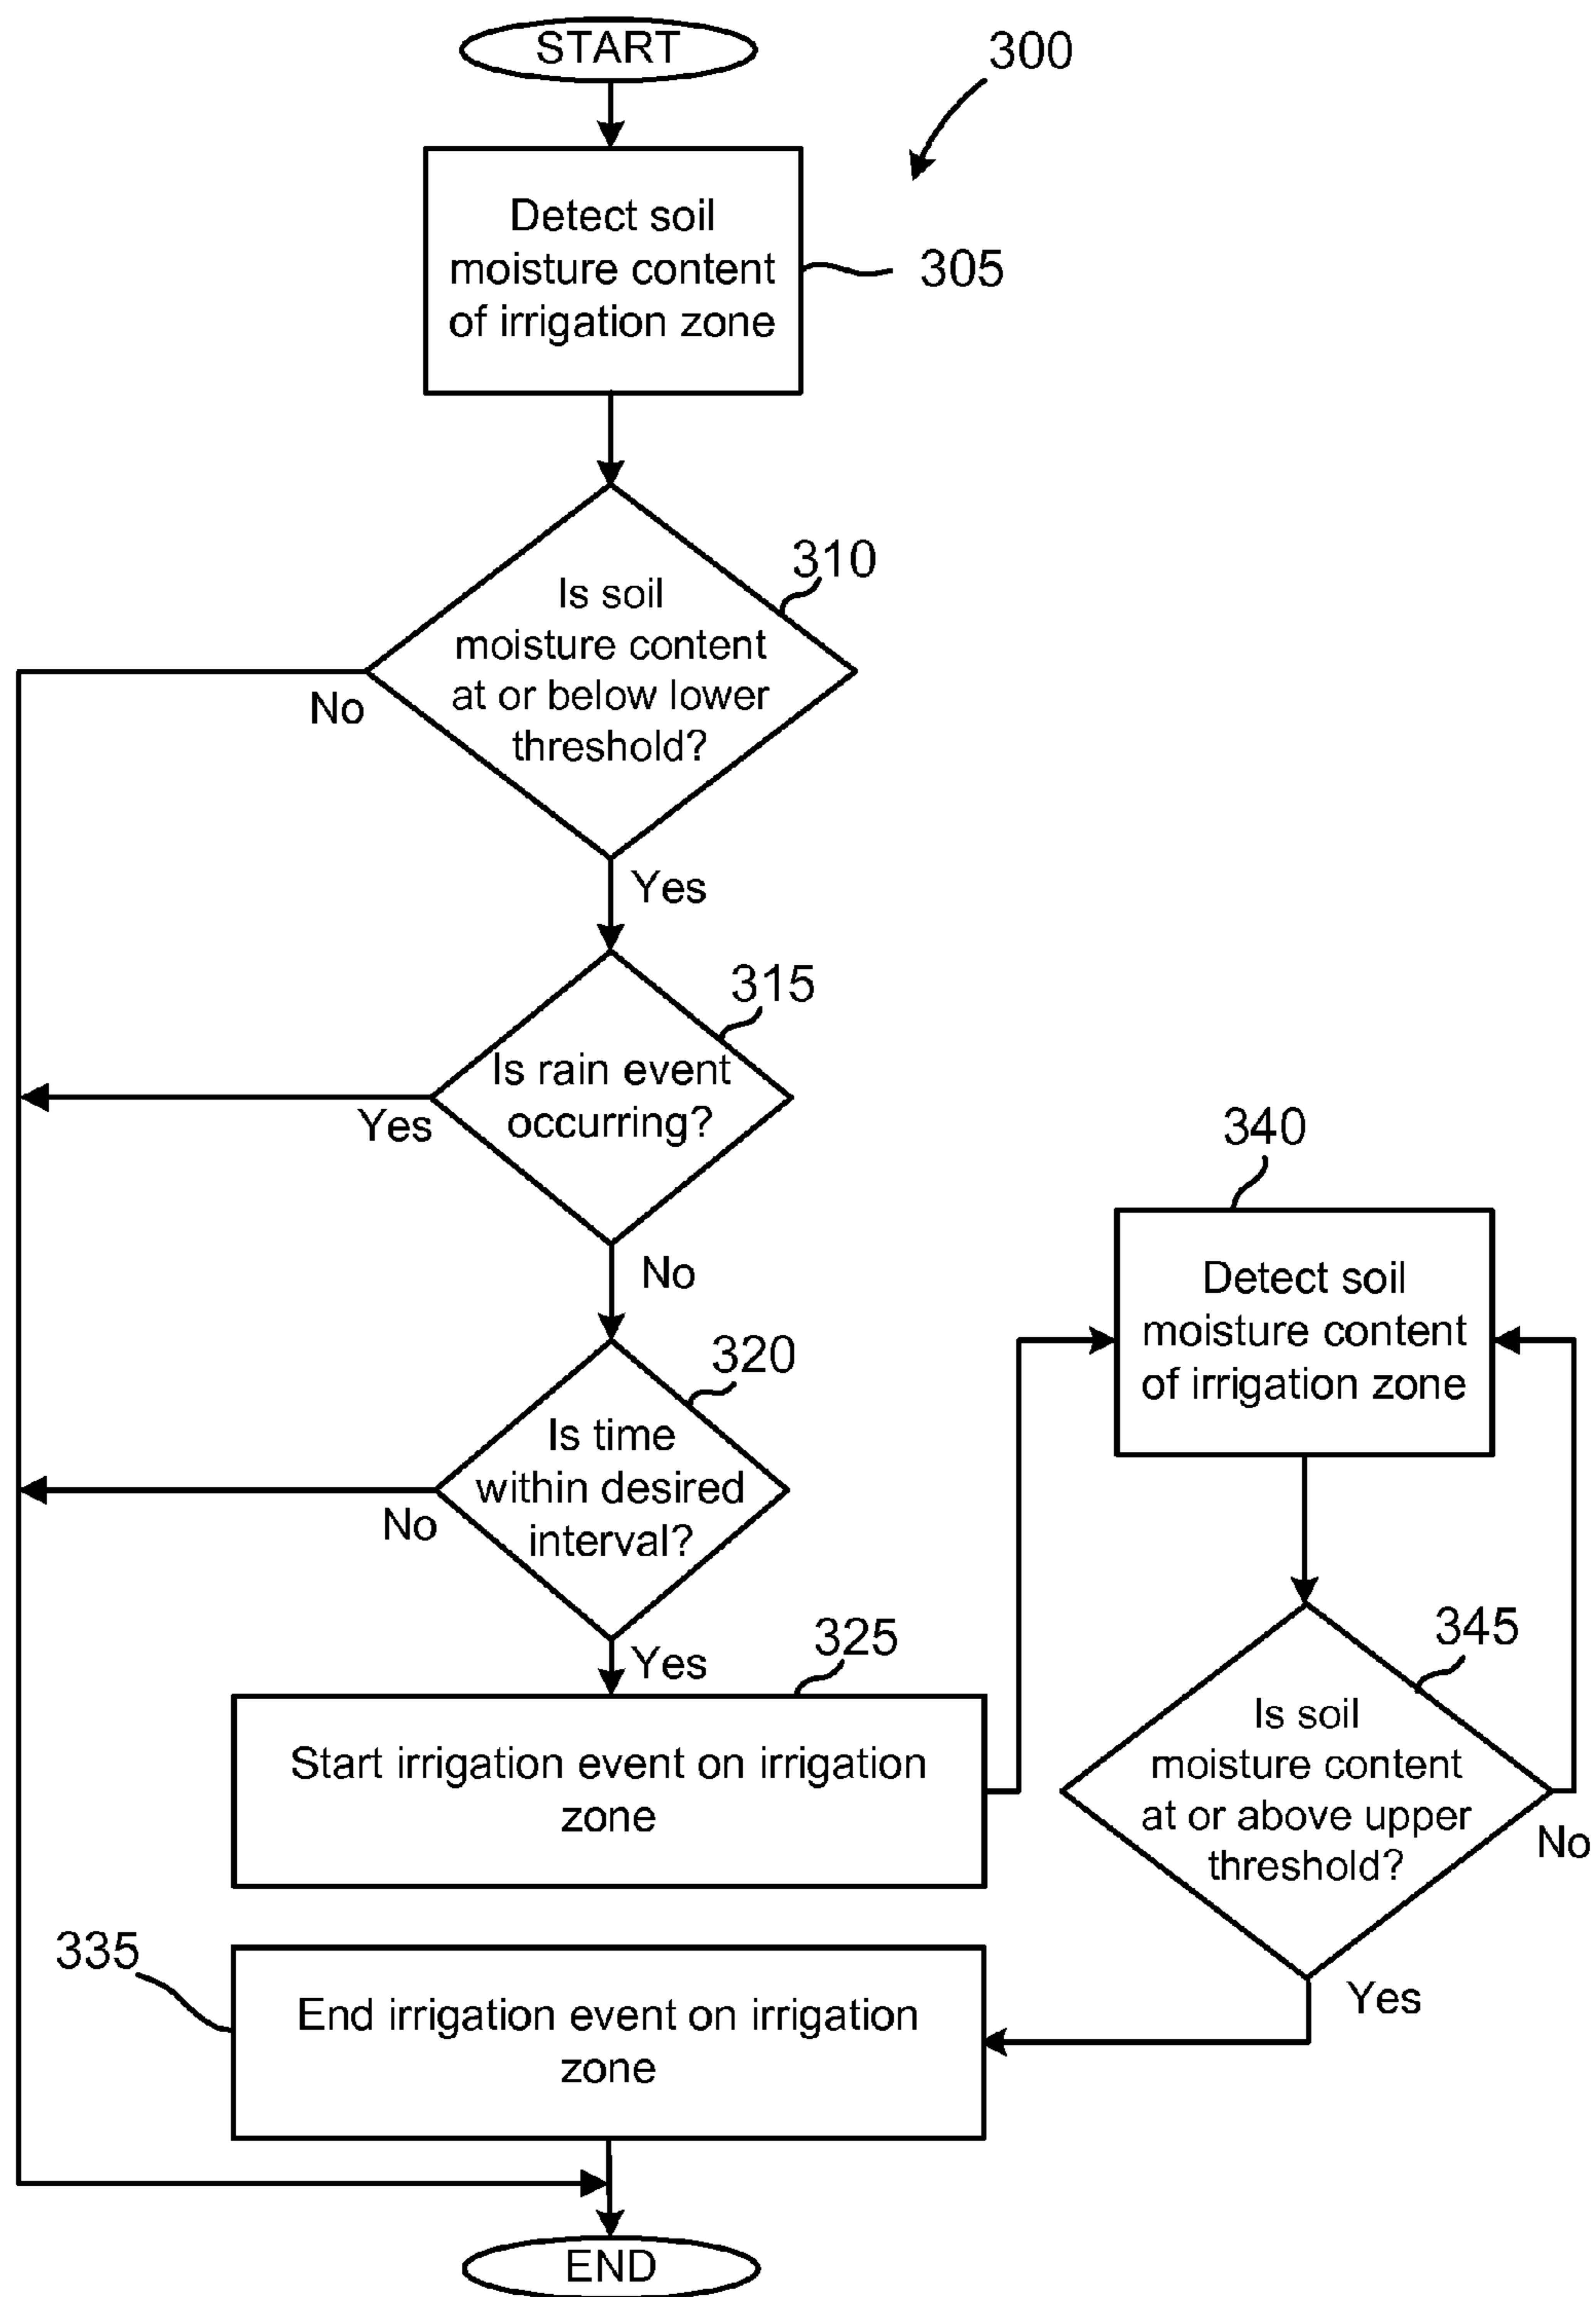 START
300
Detect soil
moisture content
of irrigation zone
305
310
Is soil
moisture content
at or below lower
threshold?
No
Yes
315
Is rain event
occurring?
Yes
No
320
Is time
within desired
interval?
No
Yes
325
Start irrigation event on irrigation
zone
340
Detect soil
moisture content
of irrigation zone
345
Is soil
moisture content
at or above upper
threshold?
No
Yes
335
End irrigation event on irrigation
zone
END